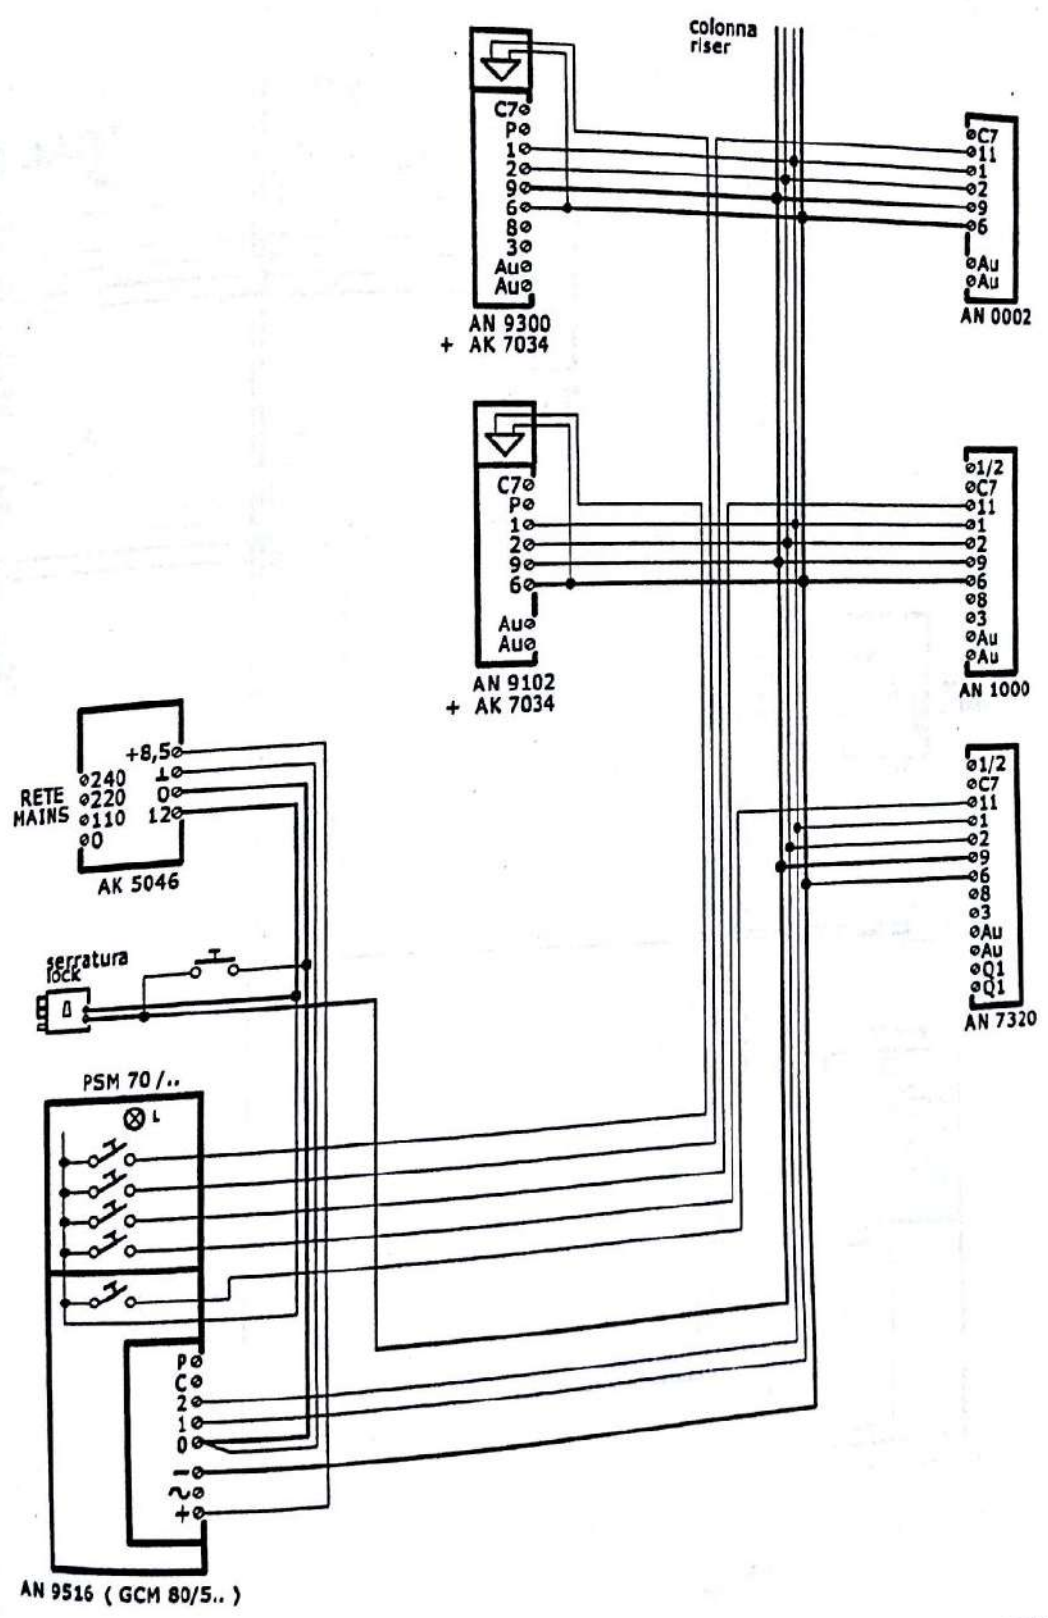 colonna
riser
C7
P
1
2
9
6
8
3
Au
Au
AN 9300
+ AK 7034
C7
11
1
2
9
6
Au
Au
AN 0002
C7
P
1
2
9
6
Au
Au
AN 9102
+ AK 7034
1/2
C7
11
1
2
9
6
8
3
Au
Au
AN 1000
RETE
MAINS
240
220
110
0
+8,5
⊥
0
12
AK 5046
1/2
C7
11
1
2
9
6
8
3
Au
Au
Q1
Q1
AN 7320
serratura
lock
PSM 70/..
L
P
C
2
1
0
−
~
+
AN 9516 ( GCM 80/5.. )